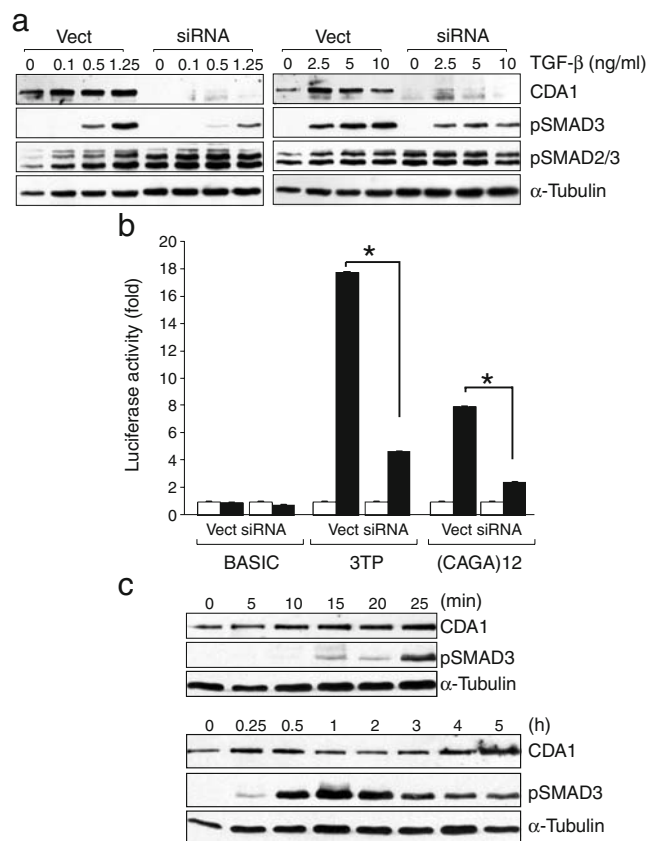 a
Vect siRNA Vect siRNA
0 0.1 0.5 1.25 0 0.1 0.5 1.25 0 2.5 5 10 0 2.5 5 10 TGF-β (ng/ml)
CDA1
pSMAD3
pSMAD2/3
α-Tubulin
b
Luciferase activity (fold)
20
18
16
14
12
10
8
6
4
2
0
*
*
Vect siRNA Vect siRNA Vect siRNA
BASIC 3TP (CAGA)12
c
0 5 10 15 20 25 (min)
CDA1
pSMAD3
α-Tubulin
0 0.25 0.5 1 2 3 4 5 (h)
CDA1
pSMAD3
α-Tubulin